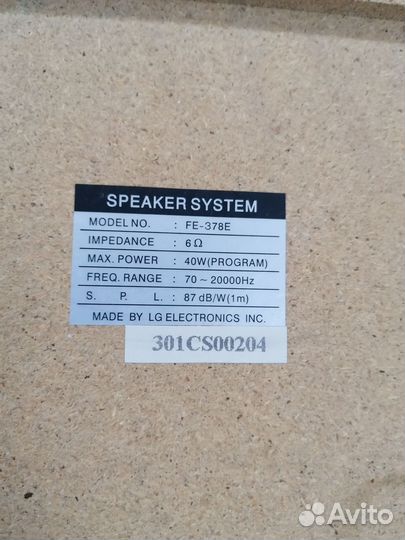 SPEAKER SYSTEM
MODEL NO. : FE-378E
IMPEDANCE : 6Ω
MAX. POWER : 40W(PROGRAM)
FREQ. RANGE : 70 ~ 20000Hz
S. P. L. : 87 dB/W(1m)
MADE BY LG ELECTRONICS INC.
301CS00204
Avito